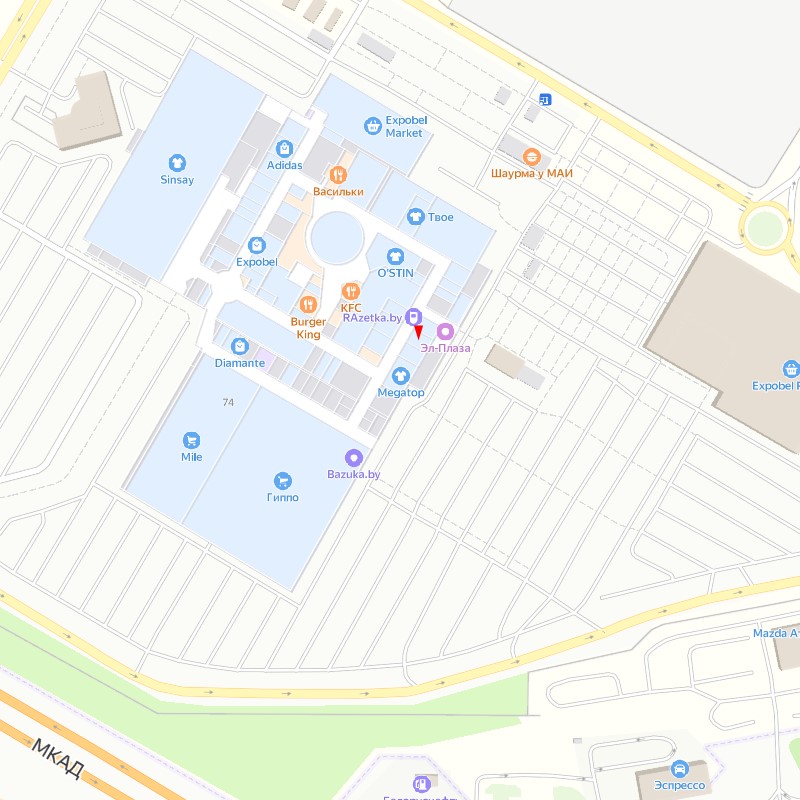 Expobel
Market
Adidas
Шаурма у МАИ
Sinsay
Васильки
Твое
Expobel
O'STIN
KFC
RAzetka.by
Burger
King
Эл-Плаза
Diamante
Expobel
Megatop
74
Mile
Bazuka.by
Гиппо
Mazda
МКАД
Эспрессо